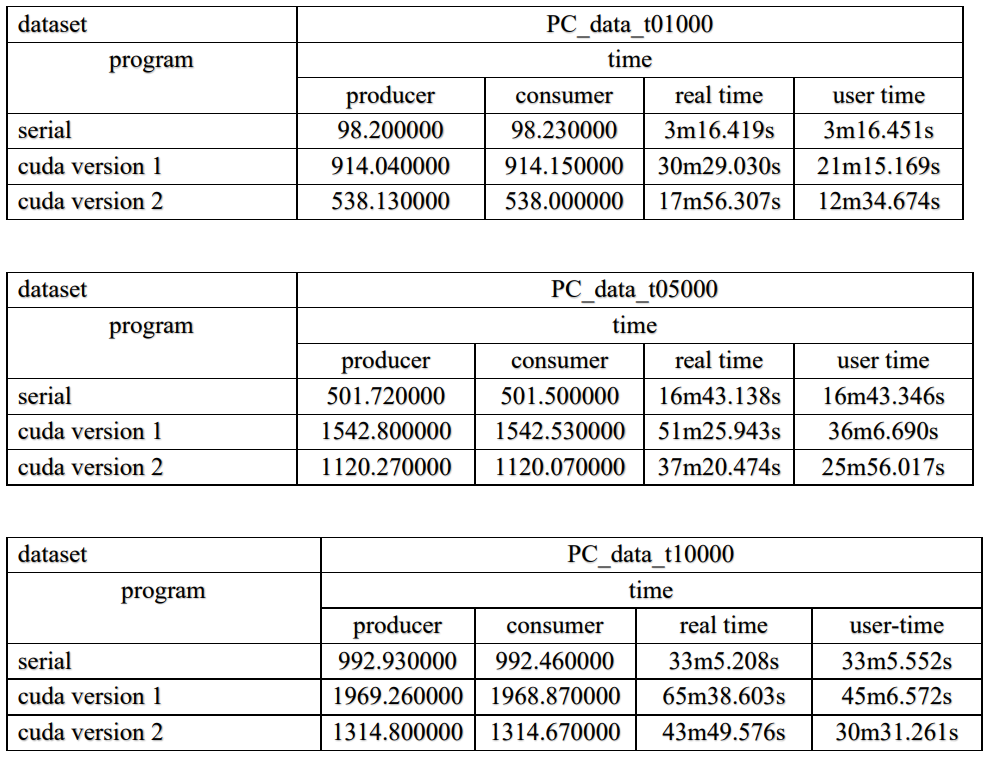 dataset PC_data_t01000
program time
producer consumer real time user time
serial 98.200000 98.230000 3m16.419s 3m16.451s
cuda version 1 914.040000 914.150000 30m29.030s 21m15.169s
cuda version 2 538.130000 538.000000 17m56.307s 12m34.674s
dataset PC_data_t05000
program time
producer consumer real time user time
serial 501.720000 501.500000 16m43.138s 16m43.346s
cuda version 1 1542.800000 1542.530000 51m25.943s 36m6.690s
cuda version 2 1120.270000 1120.070000 37m20.474s 25m56.017s
dataset PC_data_t10000
program time
producer consumer real time user-time
serial 992.930000 992.460000 33m5.208s 33m5.552s
cuda version 1 1969.260000 1968.870000 65m38.603s 45m6.572s
cuda version 2 1314.800000 1314.670000 43m49.576s 30m31.261s